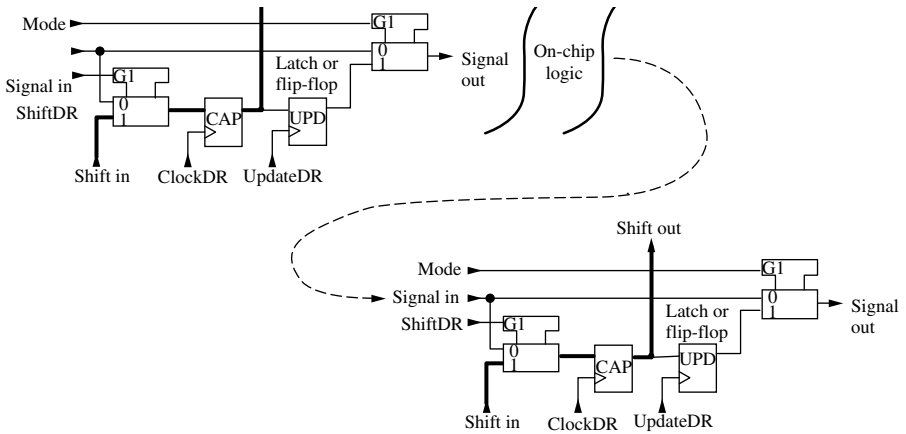 Mode
G1
0
1
Signal
out
Latch or
flip-flop
On-chip
logic
G1
Signal in
ShiftDR
0
1
CAP
UPD
Shift in
ClockDR
UpdateDR
Shift out
Mode
G1
Signal in
0
1
Signal
out
Latch or
flip-flop
ShiftDR
G1
0
1
CAP
UPD
Shift in
ClockDR
UpdateDR